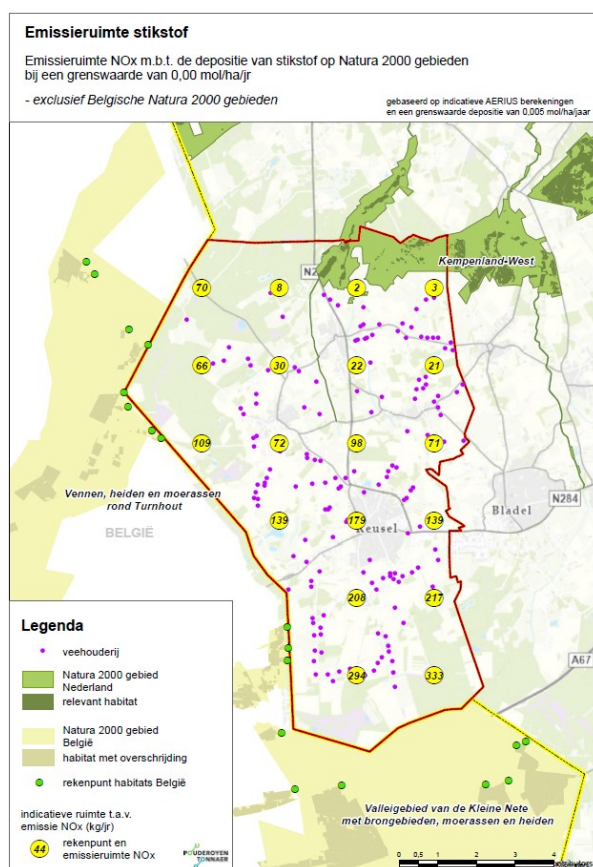 Emissieruimte stikstof
Emissieruimte NOx m.b.t. de depositie van stikstof op Natura 2000 gebieden
bij een grenswaarde van 0,00 mol/ha/jr
- exclusief Belgische Natura 2000 gebieden
gebaseerd op indicatieve AERIUS berekeningen
en een grenswaarde depositie van 0,005 mol/ha/jaar
Kempenland-West
N2
70 8 2 3
66 30 22 21
109 72 98 71
Vennen, heiden en moerassen
rond Turnhout
BELGIË
N284
Bladel
139 179 139
Reusel
208 217
A67
294 333
Legenda
veehouderij
Natura 2000 gebied
Nederland
relevant habitat
Natura 2000 gebied
België
habitat met overschrijding
rekenpunt habitats België
indicatieve ruimte t.a.v.
emissie NOx (kg/jr)
44 rekenpunt en
emissieruimte NOx
POUDEROYEN
TONNAER
Valleigebied van de Kleine Nete
met brongebieden, moerassen en heiden
0 0,5 1 2 3 4